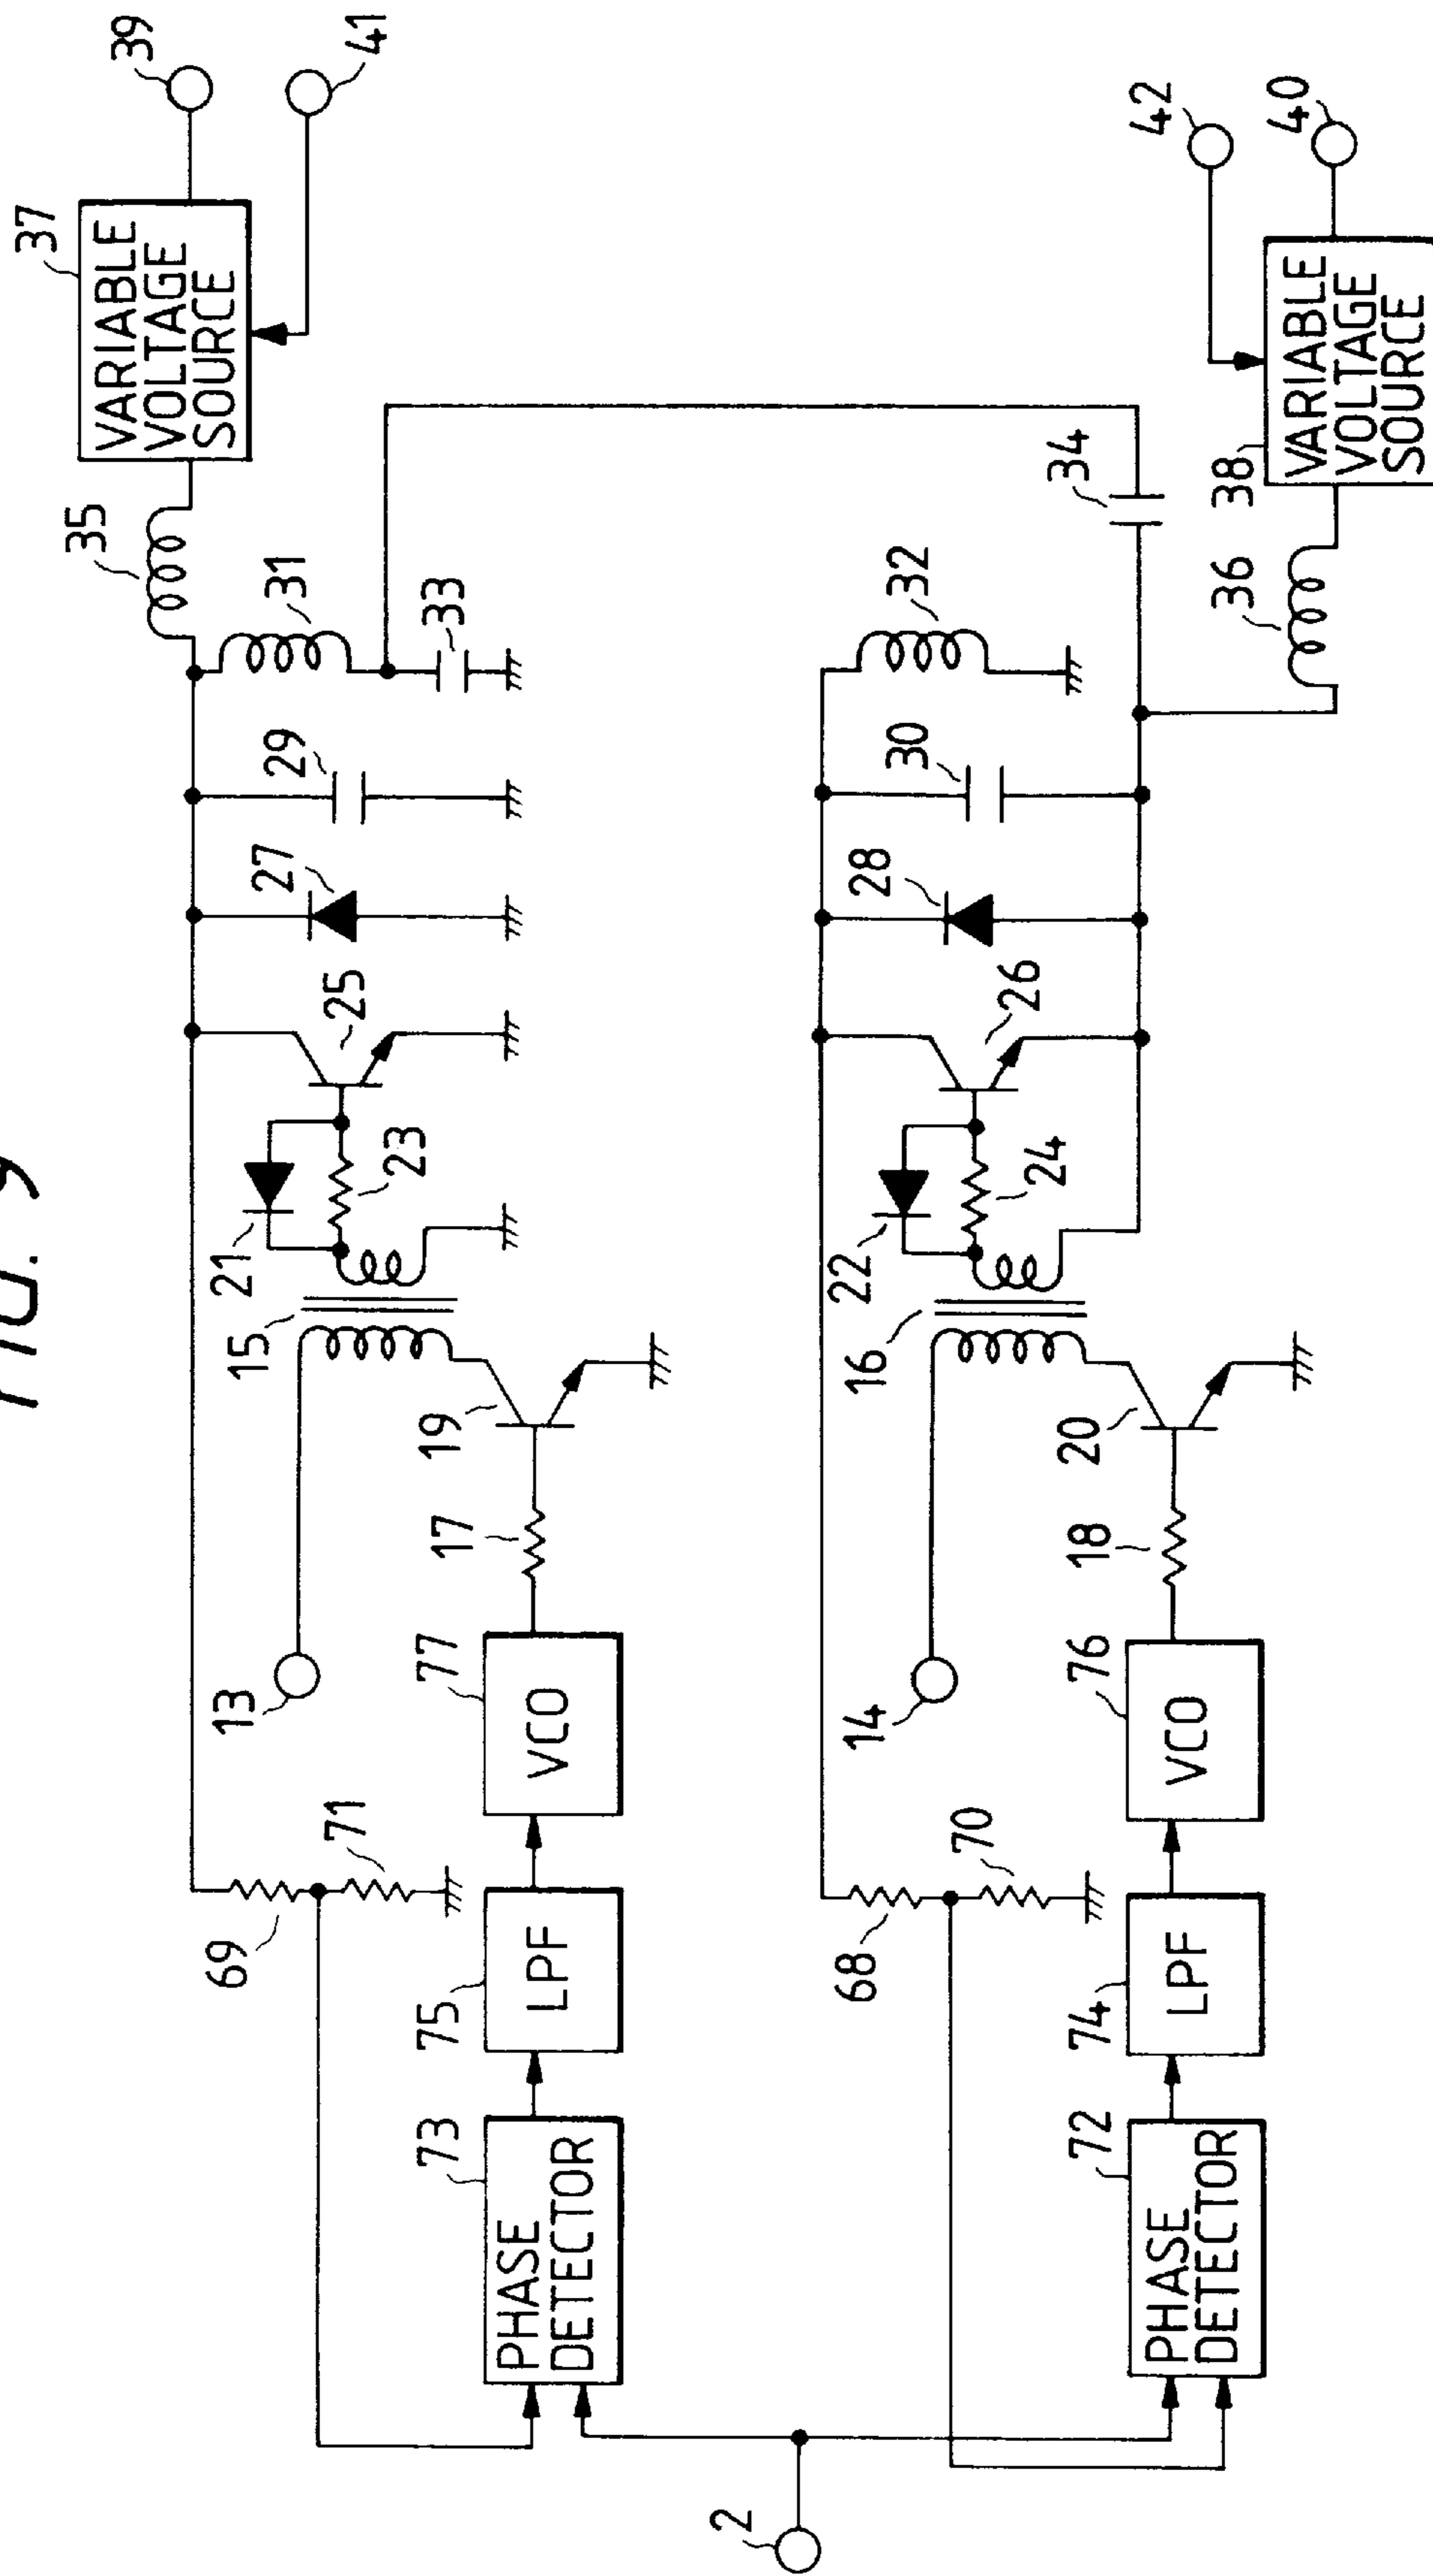 FIG. 9
39
41
37
VARIABLE
VOLTAGE
SOURCE
35
31
33
29
27
25
21
23
15
19
17
13
77
VCO
69
71
75
LPF
73
PHASE
DETECTOR
2
42
40
38
VARIABLE
VOLTAGE
SOURCE
34
36
32
30
28
26
22
24
16
20
18
14
76
VCO
68
70
74
LPF
72
PHASE
DETECTOR